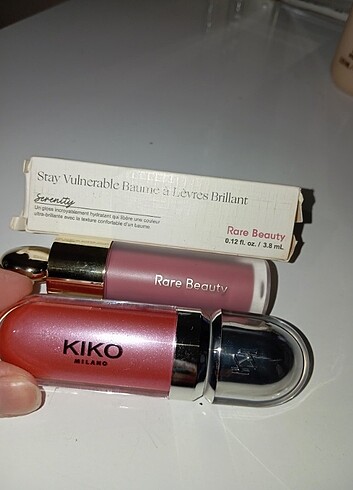 Stay Vulnerable Baume à Lèvres Brillant
Serenity
Un gloss incroyablement hydratant qui libère une couleur
ultra-brillante avec la texture confortable d'un baume.
Rare Beauty
0.12 fl. oz. / 3.8 mL
Rare Beauty
KIKO
MILANO